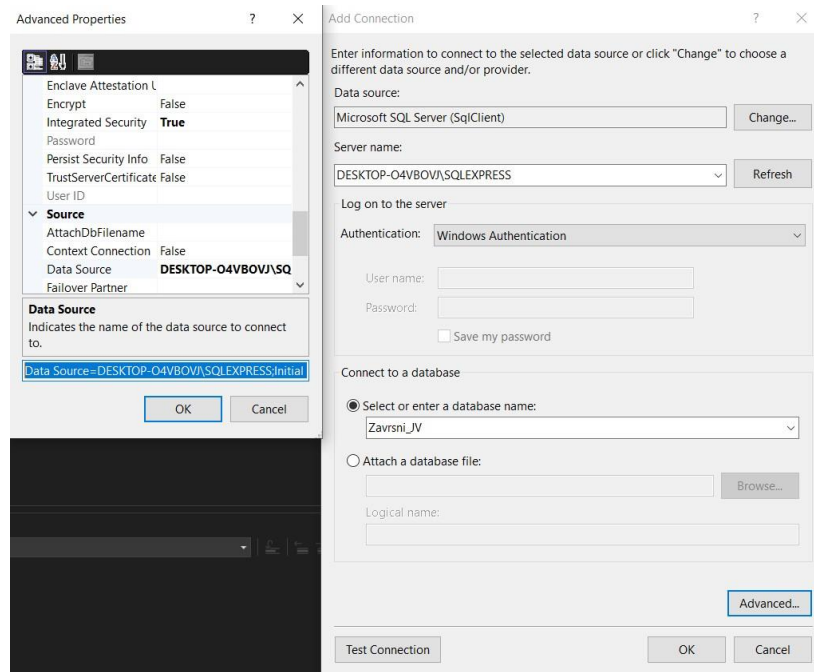 Advanced Properties
?
×
Enclave Attestation U
Encrypt False
Integrated Security True
Password
Persist Security Info False
TrustServerCertificate False
User ID
Source
AttachDbFilename
Context Connection False
Data Source DESKTOP-O4VBOVJ\SQ
Failover Partner
Data Source
Indicates the name of the data source to connect
to.
Data Source=DESKTOP-O4VBOVJ\SQLEXPRESS;Initial
OK Cancel
Add Connection
?
×
Enter information to connect to the selected data source or click "Change" to choose a
different data source and/or provider.
Data source:
Microsoft SQL Server (SqlClient) Change...
Server name:
DESKTOP-O4VBOVJ\SQLEXPRESS Refresh
Log on to the server
Authentication: Windows Authentication
User name:
Password:
Save my password
Connect to a database
Select or enter a database name:
Zavrsni_JV
Attach a database file:
Browse...
Logical name:
Advanced...
Test Connection OK Cancel